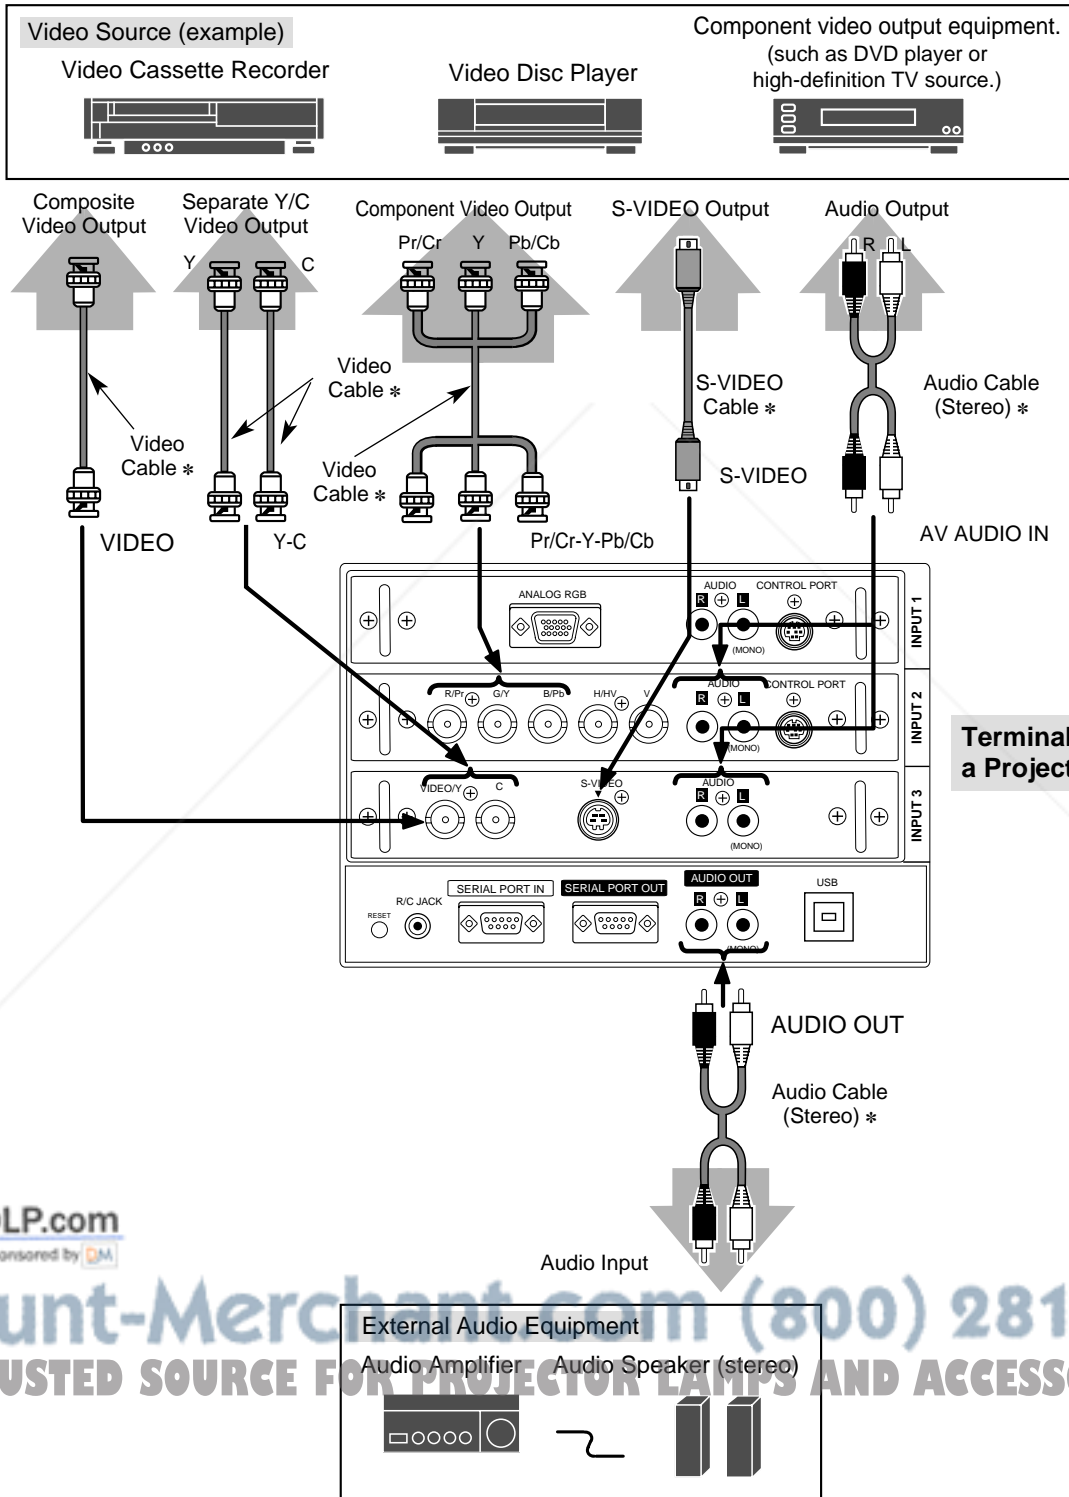 Video Source (example)
Component video output equipment.
(such as DVD player or
high-definition TV source.)
Video Cassette Recorder
Video Disc Player
Composite
Video Output
Separate Y/C
Video Output
Y
C
Component Video Output
Pr/Cr
Y
Pb/Cb
S-VIDEO Output
Audio Output
R
L
Video
Cable *
Video
Cable *
Video
Cable *
S-VIDEO
Cable *
Audio Cable
(Stereo) *
S-VIDEO
VIDEO
Y-C
Pr/Cr-Y-Pb/Cb
AV AUDIO IN
ANALOG RGB
AUDIO
R
L
(MONO)
CONTROL PORT
INPUT 1
R/Pr
G/Y
B/Pb
H/HV
V
AUDIO
R
L
(MONO)
CONTROL PORT
INPUT 2
Terminal
a Project
VIDEO/Y
C
S-VIDEO
AUDIO
R
L
(MONO)
INPUT 3
RESET
R/C JACK
SERIAL PORT IN
SERIAL PORT OUT
AUDIO OUT
R
L
(MONO)
USB
AUDIO OUT
Audio Cable
(Stereo) *
LP.com
onsored by DM
Audio Input
unt-Merchant.com (800) 281
External Audio Equipment
USTED SOURCE FOR PROJECTOR LAMPS AND ACCESSO
Audio Amplifier
Audio Speaker (stereo)